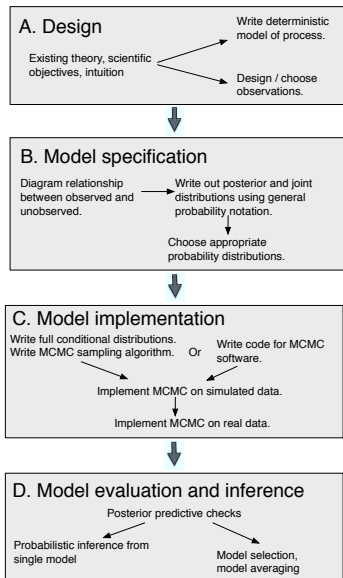 A. Design
Write deterministic
model of process.
Existing theory, scientific
objectives, intuition
Design / choose
observations.
B. Model specification
Diagram relationship
between observed and
unobserved.
Write out posterior and joint
distributions using general
probability notation.
Choose appropriate
probability distributions.
C. Model implementation
Write full conditional distributions.
Write MCMC sampling algorithm.
Or
Write code for MCMC
software.
Implement MCMC on simulated data.
Implement MCMC on real data.
D. Model evaluation and inference
Posterior predictive checks
Probabilistic inference from
single model
Model selection,
model averaging